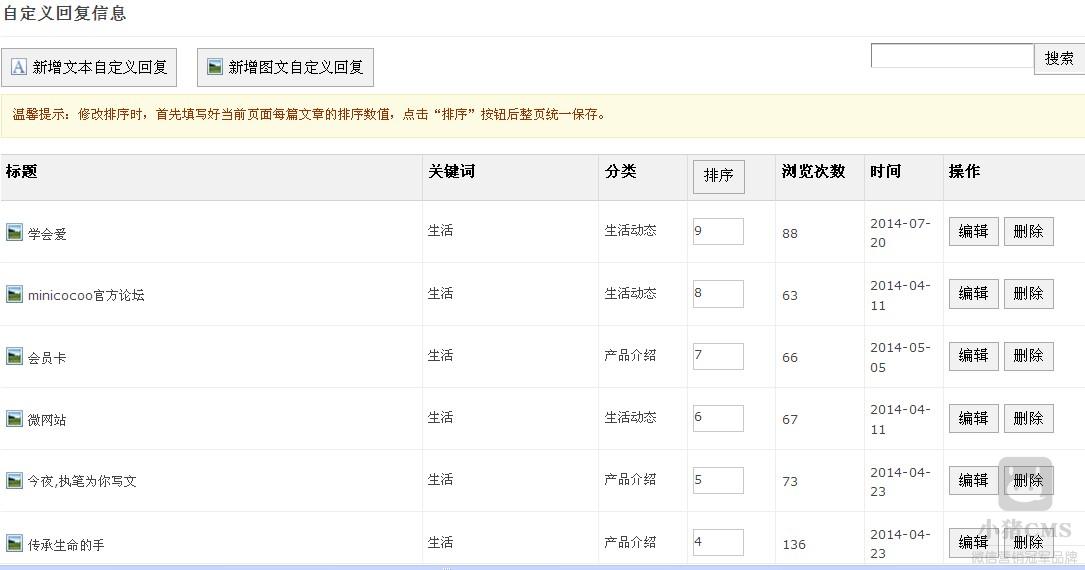 自定义回复信息
新增文本自定义回复 新增图文自定义回复 搜索
温馨提示：修改排序时，首先填写好当前页面每篇文章的排序数值，点击“排序”按钮后整页统一保存。
标题 关键词 分类 排序 浏览次数 时间 操作
学会爱 生活 生活动态 9 88 2014-07-20 编辑 删除
minicocoo官方论坛 生活 生活动态 8 63 2014-04-11 编辑 删除
会员卡 生活 产品介绍 7 66 2014-05-05 编辑 删除
微网站 生活 生活动态 6 67 2014-04-11 编辑 删除
今夜,执笔为你写文 生活 产品介绍 5 73 2014-04-23 编辑 删除
传承生命的手 生活 产品介绍 4 136 2014-04-23 编辑 删除
小猪CMS
微信营销冠军品牌